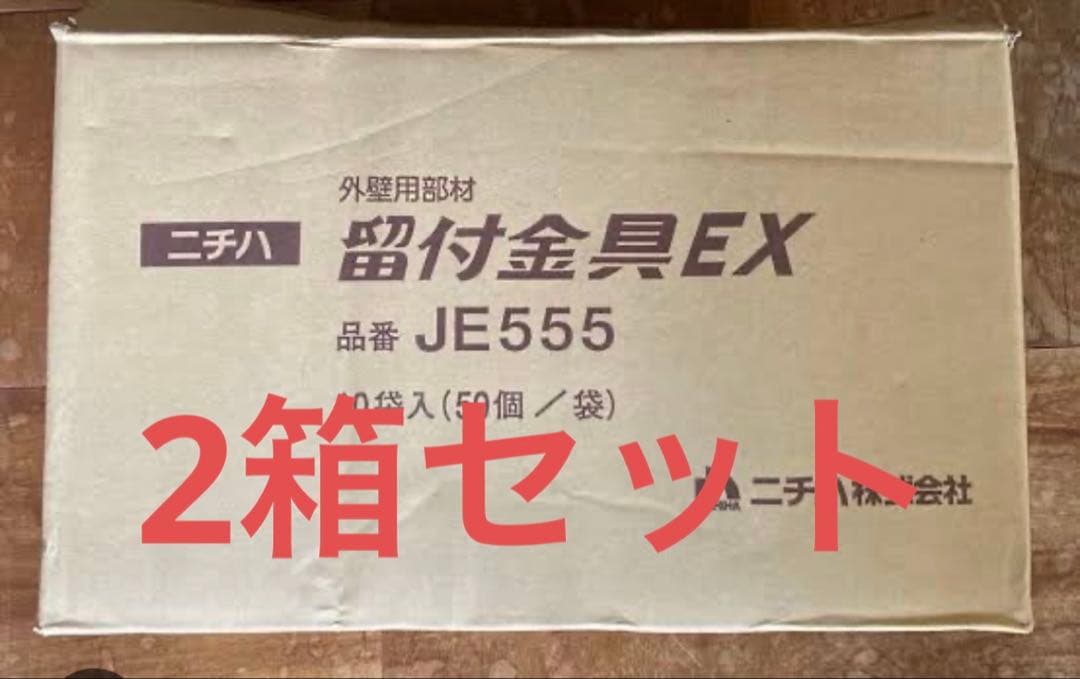 外壁用部材
ニチハ 留付金具EX
品番 JE555
袋入(50個/袋)
2箱セット
ニチハ株式会社